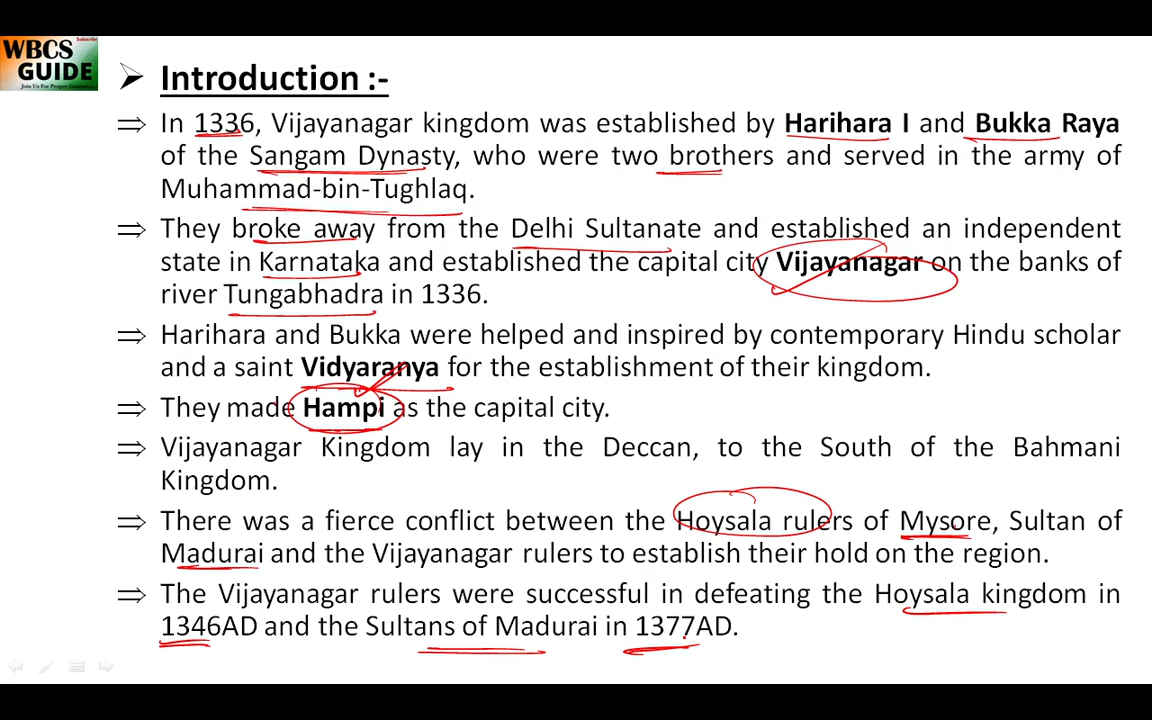 Subscribe
WBCS
GUIDE
Join Us For Proper Guidance
➢ Introduction :-
⇒ In 1336, Vijayanagar kingdom was established by Harihara I and Bukka Raya
of the Sangam Dynasty, who were two brothers and served in the army of
Muhammad-bin-Tughlaq.
⇒ They broke away from the Delhi Sultanate and established an independent
state in Karnataka and established the capital city Vijayanagar on the banks of
river Tungabhadra in 1336.
⇒ Harihara and Bukka were helped and inspired by contemporary Hindu scholar
and a saint Vidyaranya for the establishment of their kingdom.
⇒ They made Hampi as the capital city.
⇒ Vijayanagar Kingdom lay in the Deccan, to the South of the Bahmani
Kingdom.
⇒ There was a fierce conflict between the Hoysala rulers of Mysore, Sultan of
Madurai and the Vijayanagar rulers to establish their hold on the region.
⇒ The Vijayanagar rulers were successful in defeating the Hoysala kingdom in
1346AD and the Sultans of Madurai in 1377AD.